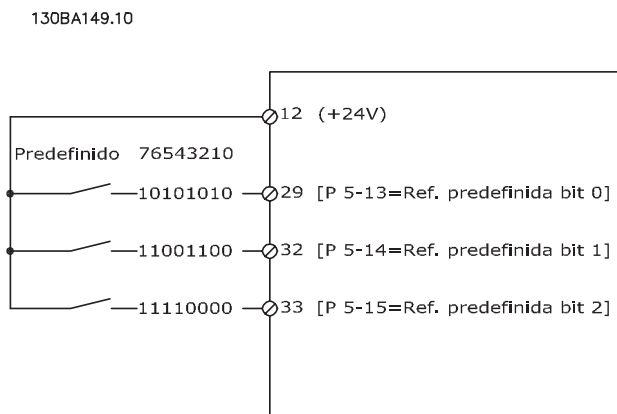 130BA149.10
12 (+24V)
Predefinido 76543210
10101010 29 [P 5-13=Ref. predefinida bit 0]
11001100 32 [P 5-14=Ref. predefinida bit 1]
11110000 33 [P 5-15=Ref. predefinida bit 2]